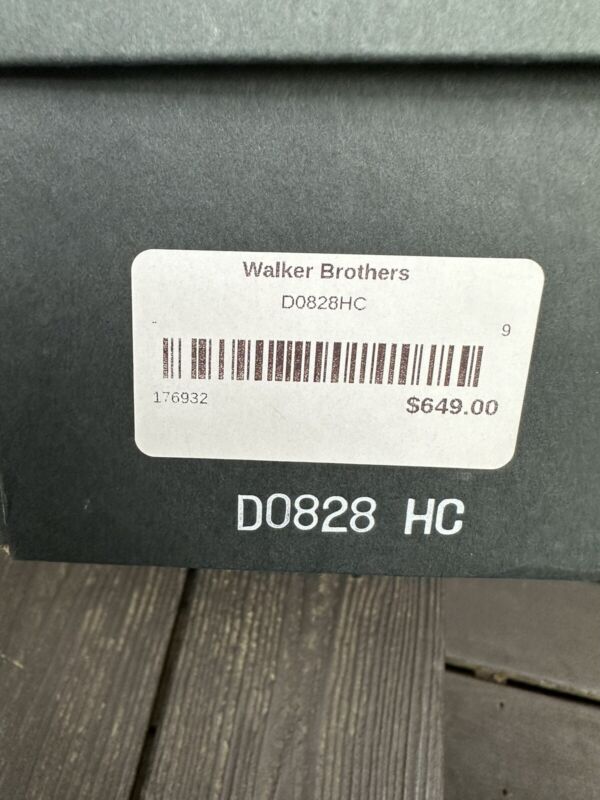 Walker Brothers
D0828HC
9
176932
$649.00
D0828 HC